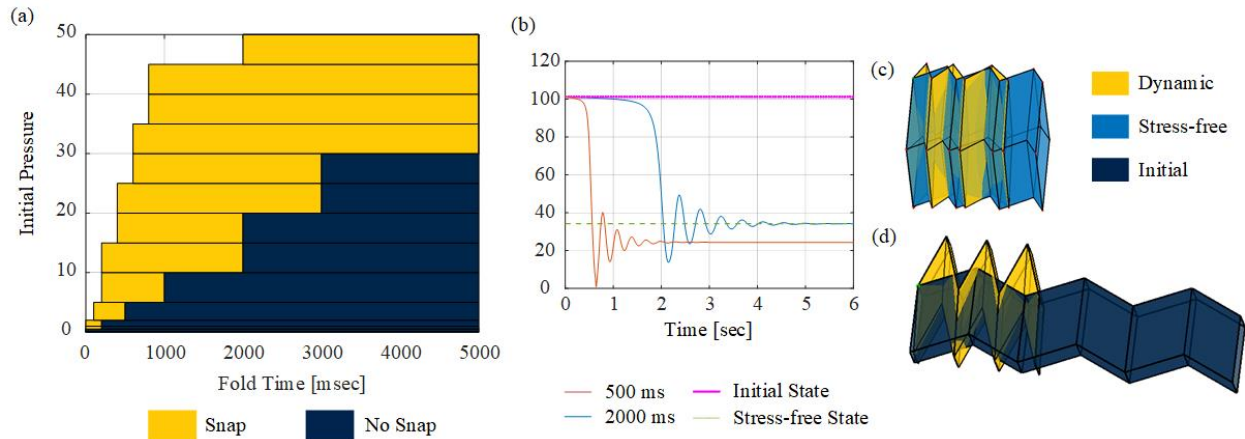 (a)
50
40
30
20
10
0
Initial Pressure
0 1000 2000 3000 4000 5000
Fold Time [msec]
Snap
No Snap
(b)
120
100
80
60
40
20
0
0 1 2 3 4 5 6
Time [sec]
500 ms
2000 ms
Initial State
Stress-free State
(c)
Dynamic
Stress-free
Initial
(d)